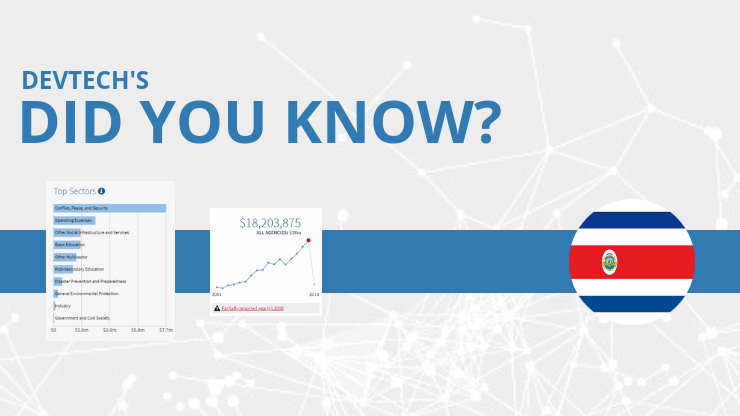 DEVTECH'S
DID YOU KNOW?
Top Sectors
Conflict, Peace, and Security
Operating Expenses
Other Social Infrastructure and Services
Basic Education
Other Multisector
Post-Secondary Education
Disaster Prevention and Preparedness
General Environmental Protection
Industry
Government and Civil Society
$0 $1.9m $3.8m $5.8m $7.7m
$18,203,875
ALL AGENCIES: $38m
2001 2018
Partially reported year(s): 2018